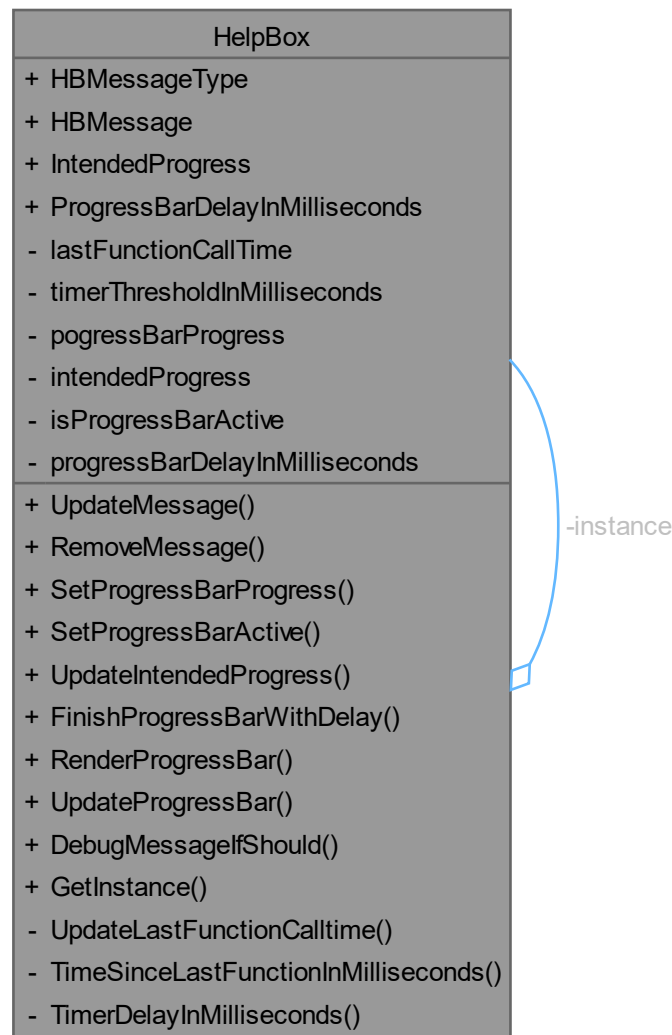 HelpBox
+ HBMessageType
+ HBMessage
+ IntendedProgress
+ ProgressBarDelayInMilliseconds
- lastFunctionCallTime
- timerThresholdInMilliseconds
- pogressBarProgress
- intendedProgress
- isProgressBarActive
- progressBarDelayInMilliseconds
+ UpdateMessage()
+ RemoveMessage()
+ SetProgressBarProgress()
+ SetProgressBarActive()
+ UpdateIntendedProgress()
+ FinishProgressBarWithDelay()
+ RenderProgressBar()
+ UpdateProgressBar()
+ DebugMessageIfShould()
+ GetInstance()
- UpdateLastFunctionCalltime()
- TimeSinceLastFunctionInMilliseconds()
- TimerDelayInMilliseconds()
-instance